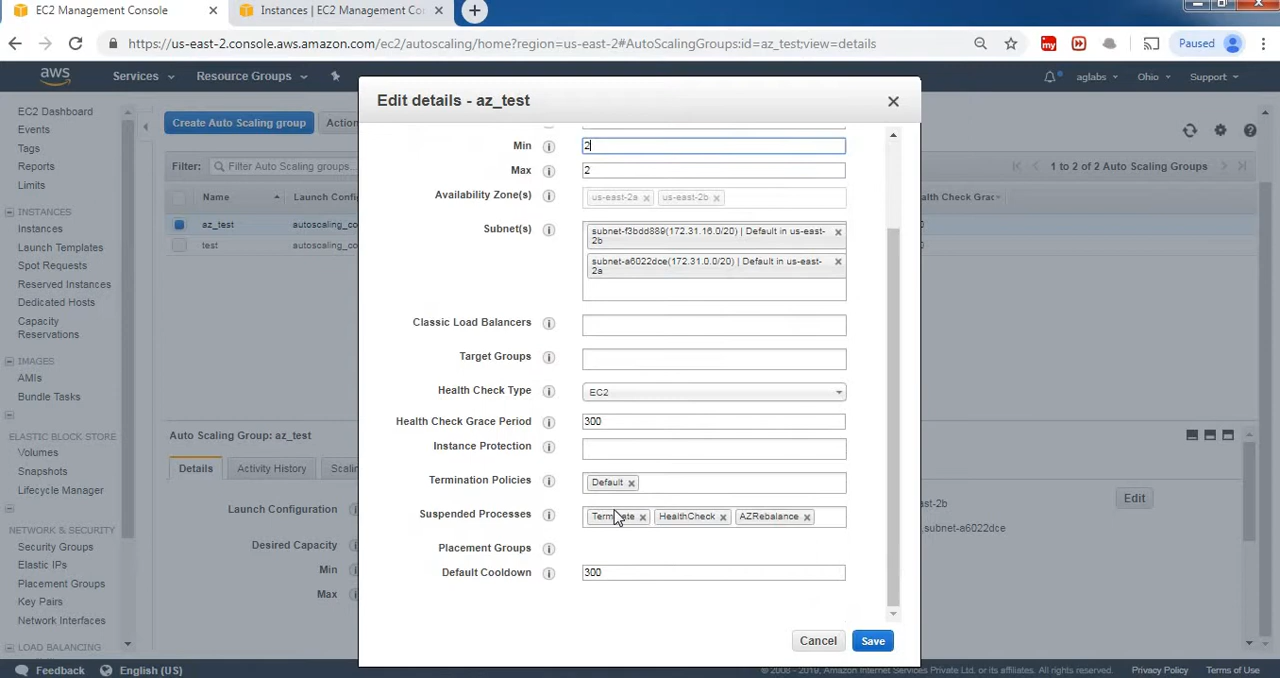 EC2 Management Console
Instances | EC2 Management Co
https://us-east-2.console.aws.amazon.com/ec2/autoscaling/home?region=us-east-2#AutoScalingGroups:id=az_test;view=details
my
Paused
aws
Services
Resource Groups
aglabs
Ohio
Support
EC2 Dashboard
Events
Tags
Reports
Limits
INSTANCES
Instances
Launch Templates
Spot Requests
Reserved Instances
Dedicated Hosts
Capacity
Reservations
IMAGES
AMIs
Bundle Tasks
ELASTIC BLOCK STORE
Volumes
Snapshots
Lifecycle Manager
NETWORK & SECURITY
Security Groups
Elastic IPs
Placement Groups
Key Pairs
Network Interfaces
LOAD BALANCING
Create Auto Scaling group
Action
Filter: Filter Auto Scaling groups
1 to 2 of 2 Auto Scaling Groups
Name
Launch Config
Health Check Grac
az_test
autoscaling_co
test
autoscaling_co
Auto Scaling Group: az_test
Details
Activity History
Scalin
Launch Configuration
Desired Capacity
Min
Max
st-2b
subnet-a6022dce
Edit
Edit details - az_test
Min
2
Max
2
Availability Zone(s)
us-east-2a x us-east-2b x
Subnet(s)
subnet-f3bdd889(172.31.16.0/20) | Default in us-east-
2b
subnet-a6022dce(172.31.0.0/20) | Default in us-east-
2a
Classic Load Balancers
Target Groups
Health Check Type
EC2
Health Check Grace Period
300
Instance Protection
Termination Policies
Default x
Suspended Processes
Terminate x HealthCheck x AZRebalance x
Placement Groups
Default Cooldown
300
Cancel
Save
Feedback
English (US)
© 2008 - 2019, Amazon Internet Services Private Ltd. or its affiliates. All rights reserved.
Privacy Policy
Terms of Use